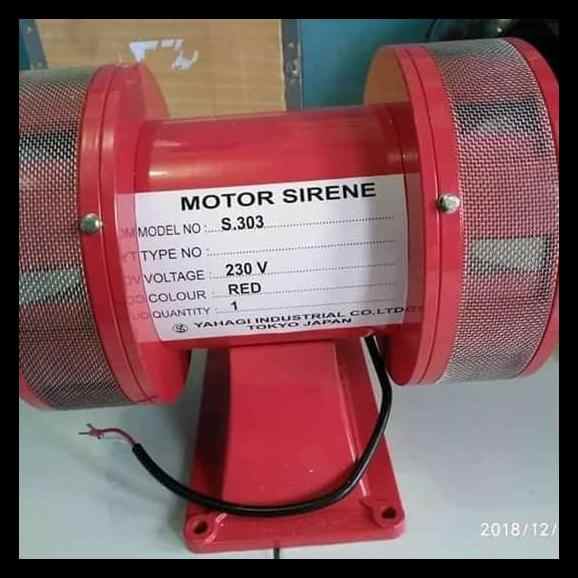 MOTOR SIRENE
MODEL NO : S.303
TYPE NO :
VOLTAGE : 230 V
COLOUR : RED
QUANTITY : 1
YAHAGI INDUSTRIAL CO.LTD
TOKYO JAPAN
2018/12/